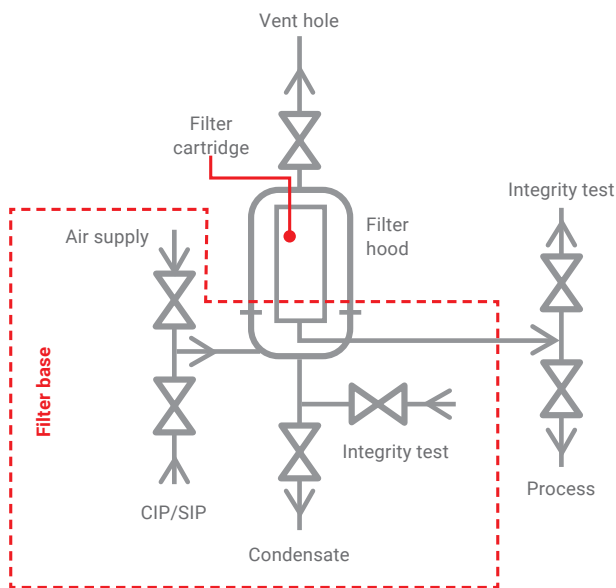 Vent hole
Filter
cartridge
Integrity test
Air supply
Filter
hood
Filter base
Integrity test
Process
CIP/SIP
Condensate